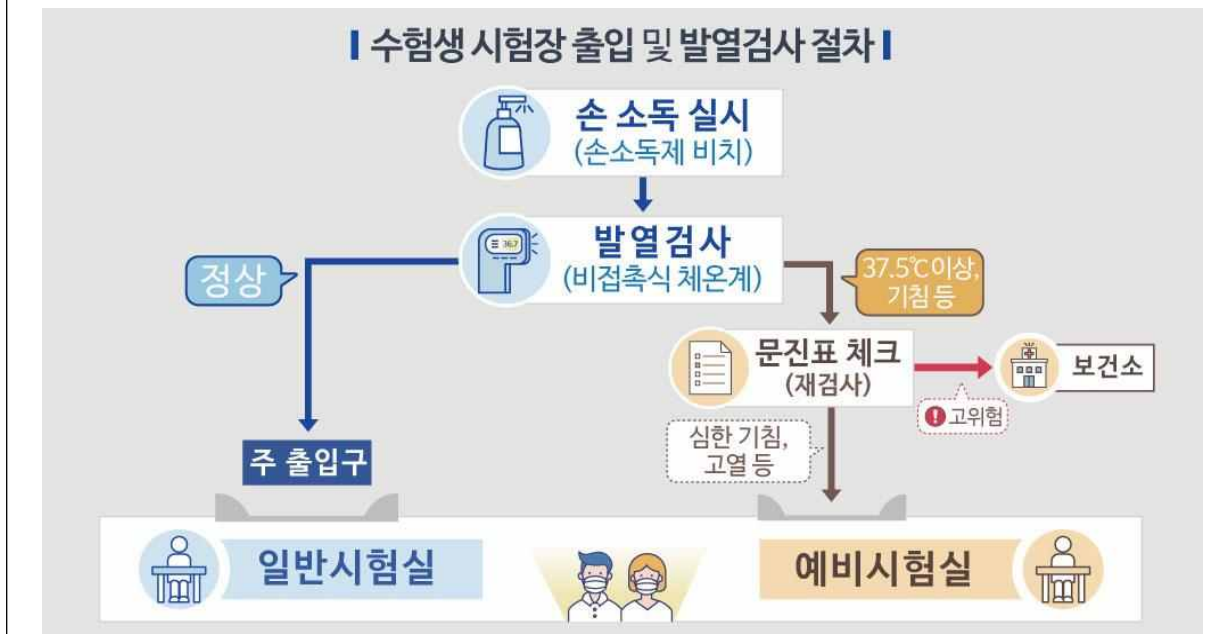 수험생 시험장 출입 및 발열검사 절차
손 소독 실시
(손소독제 비치)
발열검사
(비접촉식 체온계)
36.7
정상
37.5℃이상,
기침 등
문진표 체크
(재검사)
보건소
고위험
심한 기침,
고열 등
주 출입구
일반시험실
예비시험실